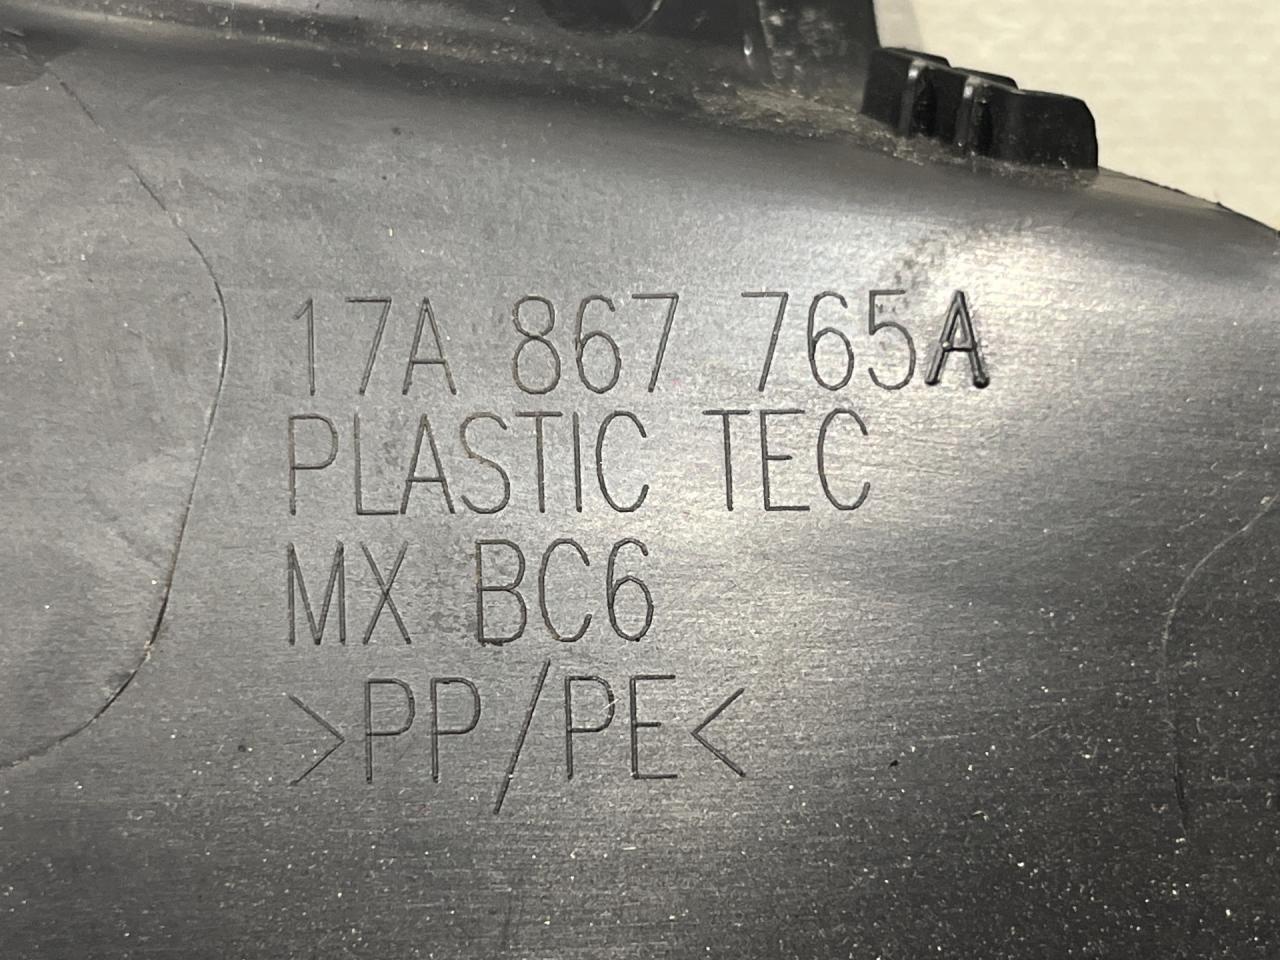 17A 867 765A
PLASTIC TEC
MX BC6
>PP/PE<